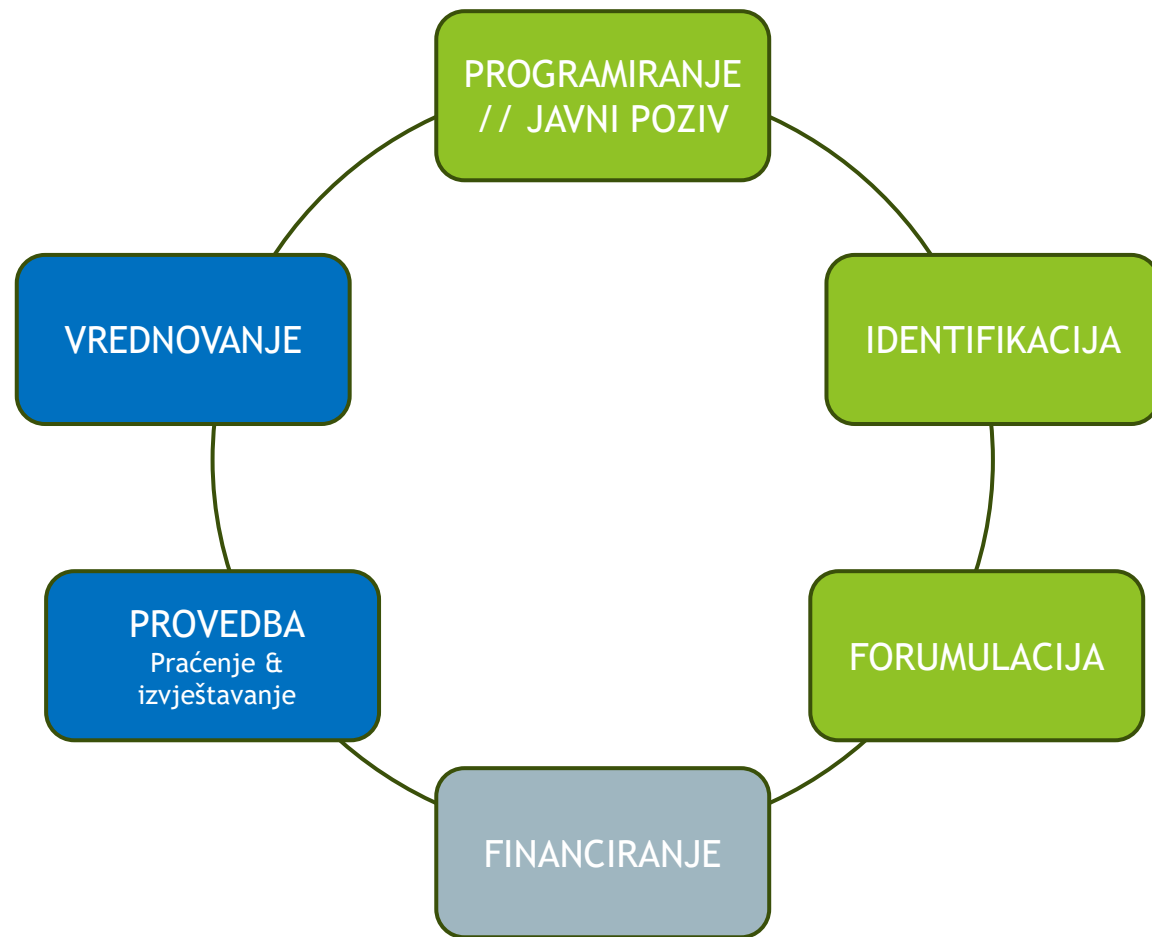 PROGRAMIRANJE
// JAVNI POZIV
IDENTIFIKACIJA
FORUMULACIJA
FINANCIRANJE
PROVEDBA
Praćenje &
izvještavanje
VREDNOVANJE